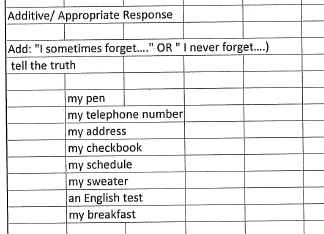 Additive/ Appropriate Response
Add: "I sometimes forget…." OR " I never forget….)
tell the truth
my pen
my telephone number
my address
my checkbook
my schedule
my sweater
an English test
my breakfast